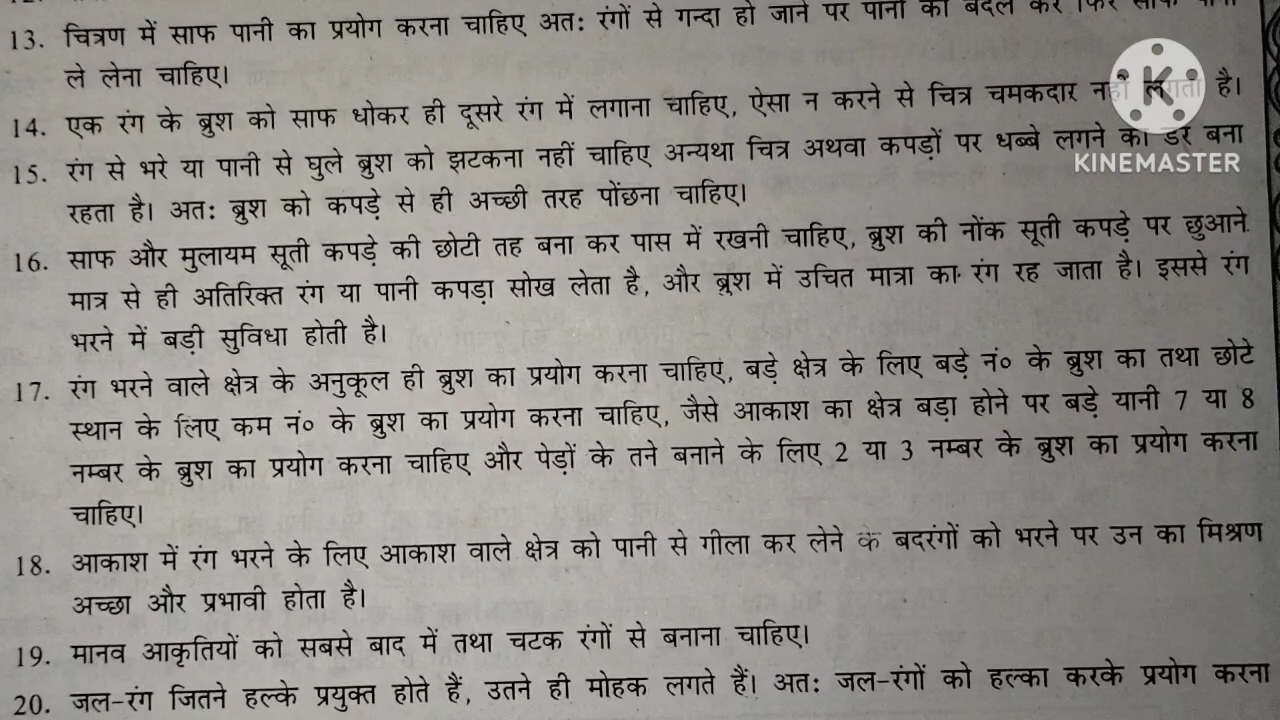 13. चित्रण में साफ पानी का प्रयोग करना चाहिए अतः रंगों से गन्दा हो जाने पर पानी को बदल कर फिर साफ पानी
ले लेना चाहिए।
14. एक रंग के ब्रुश को साफ धोकर ही दूसरे रंग में लगाना चाहिए, ऐसा न करने से चित्र चमकदार नहीं लगता है।
15. रंग से भरे या पानी से घुले ब्रुश को झटकना नहीं चाहिए अन्यथा चित्र अथवा कपड़ों पर धब्बे लगने का डर बना
KINEMASTER
रहता है। अतः ब्रुश को कपड़े से ही अच्छी तरह पोंछना चाहिए।
16. साफ और मुलायम सूती कपड़े की छोटी तह बना कर पास में रखनी चाहिए, ब्रुश की नोंक सूती कपड़े पर छुआने
मात्र से ही अतिरिक्त रंग या पानी कपड़ा सोख लेता है, और ब्रुश में उचित मात्रा का रंग रह जाता है। इससे रंग
भरने में बड़ी सुविधा होती है।
17. रंग भरने वाले क्षेत्र के अनुकूल ही ब्रुश का प्रयोग करना चाहिए, बड़े क्षेत्र के लिए बड़े नं० के ब्रुश का तथा छोटे
स्थान के लिए कम नं० के ब्रुश का प्रयोग करना चाहिए, जैसे आकाश का क्षेत्र बड़ा होने पर बड़े यानी 7 या 8
नम्बर के ब्रुश का प्रयोग करना चाहिए और पेड़ों के तने बनाने के लिए 2 या 3 नम्बर के ब्रुश का प्रयोग करना
चाहिए।
18. आकाश में रंग भरने के लिए आकाश वाले क्षेत्र को पानी से गीला कर लेने के बदरंगों को भरने पर उन का मिश्रण
अच्छा और प्रभावी होता है।
19. मानव आकृतियों को सबसे बाद में तथा चटक रंगों से बनाना चाहिए।
20. जल-रंग जितने हल्के प्रयुक्त होते हैं, उतने ही मोहक लगते हैं। अतः जल-रंगों को हल्का करके प्रयोग करना